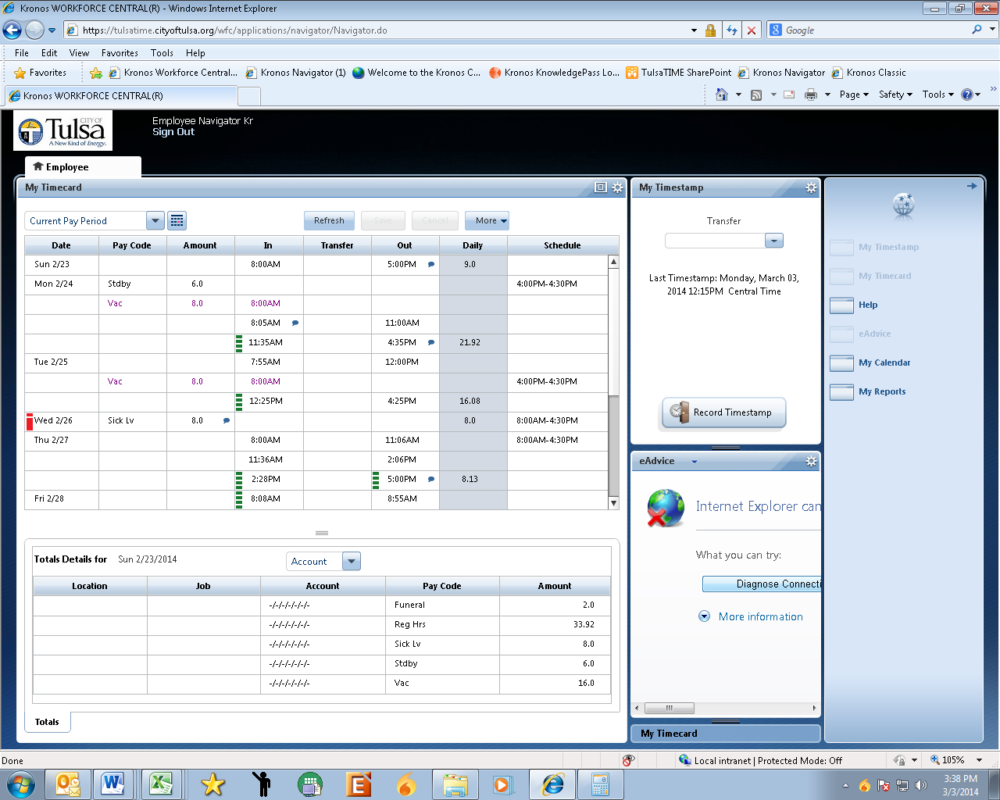 Kronos WORKFORCE CENTRAL(R) - Windows Internet Explorer
https://tulsatime.cityoftulsa.org/wfc/applications/navigator/Navigator.do
Google
File Edit View Favorites Tools Help
Favorites Kronos Workforce Central... Kronos Navigator (1) Welcome to the Kronos C... Kronos KnowledgePass Lo... TulsaTIME SharePoint Kronos Navigator Kronos Classic
Kronos WORKFORCE CENTRAL(R)
Page Safety Tools
CITY OF
Tulsa
A New Kind of Energy.
Employee Navigator Kr
Sign Out
Employee
My Timecard
Current Pay Period Refresh Save Cancel More
Date Pay Code Amount In Transfer Out Daily Schedule
Sun 2/23 8:00AM 5:00PM 9.0
Mon 2/24 Stdby 6.0 4:00PM-4:30PM
Vac 8.0 8:00AM
8:05AM 11:00AM
11:35AM 4:35PM 21.92
Tue 2/25 7:55AM 12:00PM
Vac 8.0 8:00AM 4:00PM-4:30PM
12:25PM 4:25PM 16.08
Wed 2/26 Sick Lv 8.0 8.0 8:00AM-4:30PM
Thu 2/27 8:00AM 11:06AM 8:00AM-4:30PM
11:36AM 2:06PM
2:28PM 5:00PM 8.13
Fri 2/28 8:08AM 8:55AM
Totals Details for Sun 2/23/2014 Account
Location Job Account Pay Code Amount
-/-/-/-/-/-/- Funeral 2.0
-/-/-/-/-/-/- Reg Hrs 33.92
-/-/-/-/-/-/- Sick Lv 8.0
-/-/-/-/-/-/- Stdby 6.0
-/-/-/-/-/-/- Vac 16.0
Totals
My Timestamp
Transfer
Last Timestamp: Monday, March 03,
2014 12:15PM Central Time
Record Timestamp
eAdvice
Internet Explorer can
What you can try:
Diagnose Connecti
More information
My Timecard
My Timestamp
My Timecard
Help
eAdvice
My Calendar
My Reports
Done
Local intranet | Protected Mode: Off
105%
3:38 PM
3/3/2014